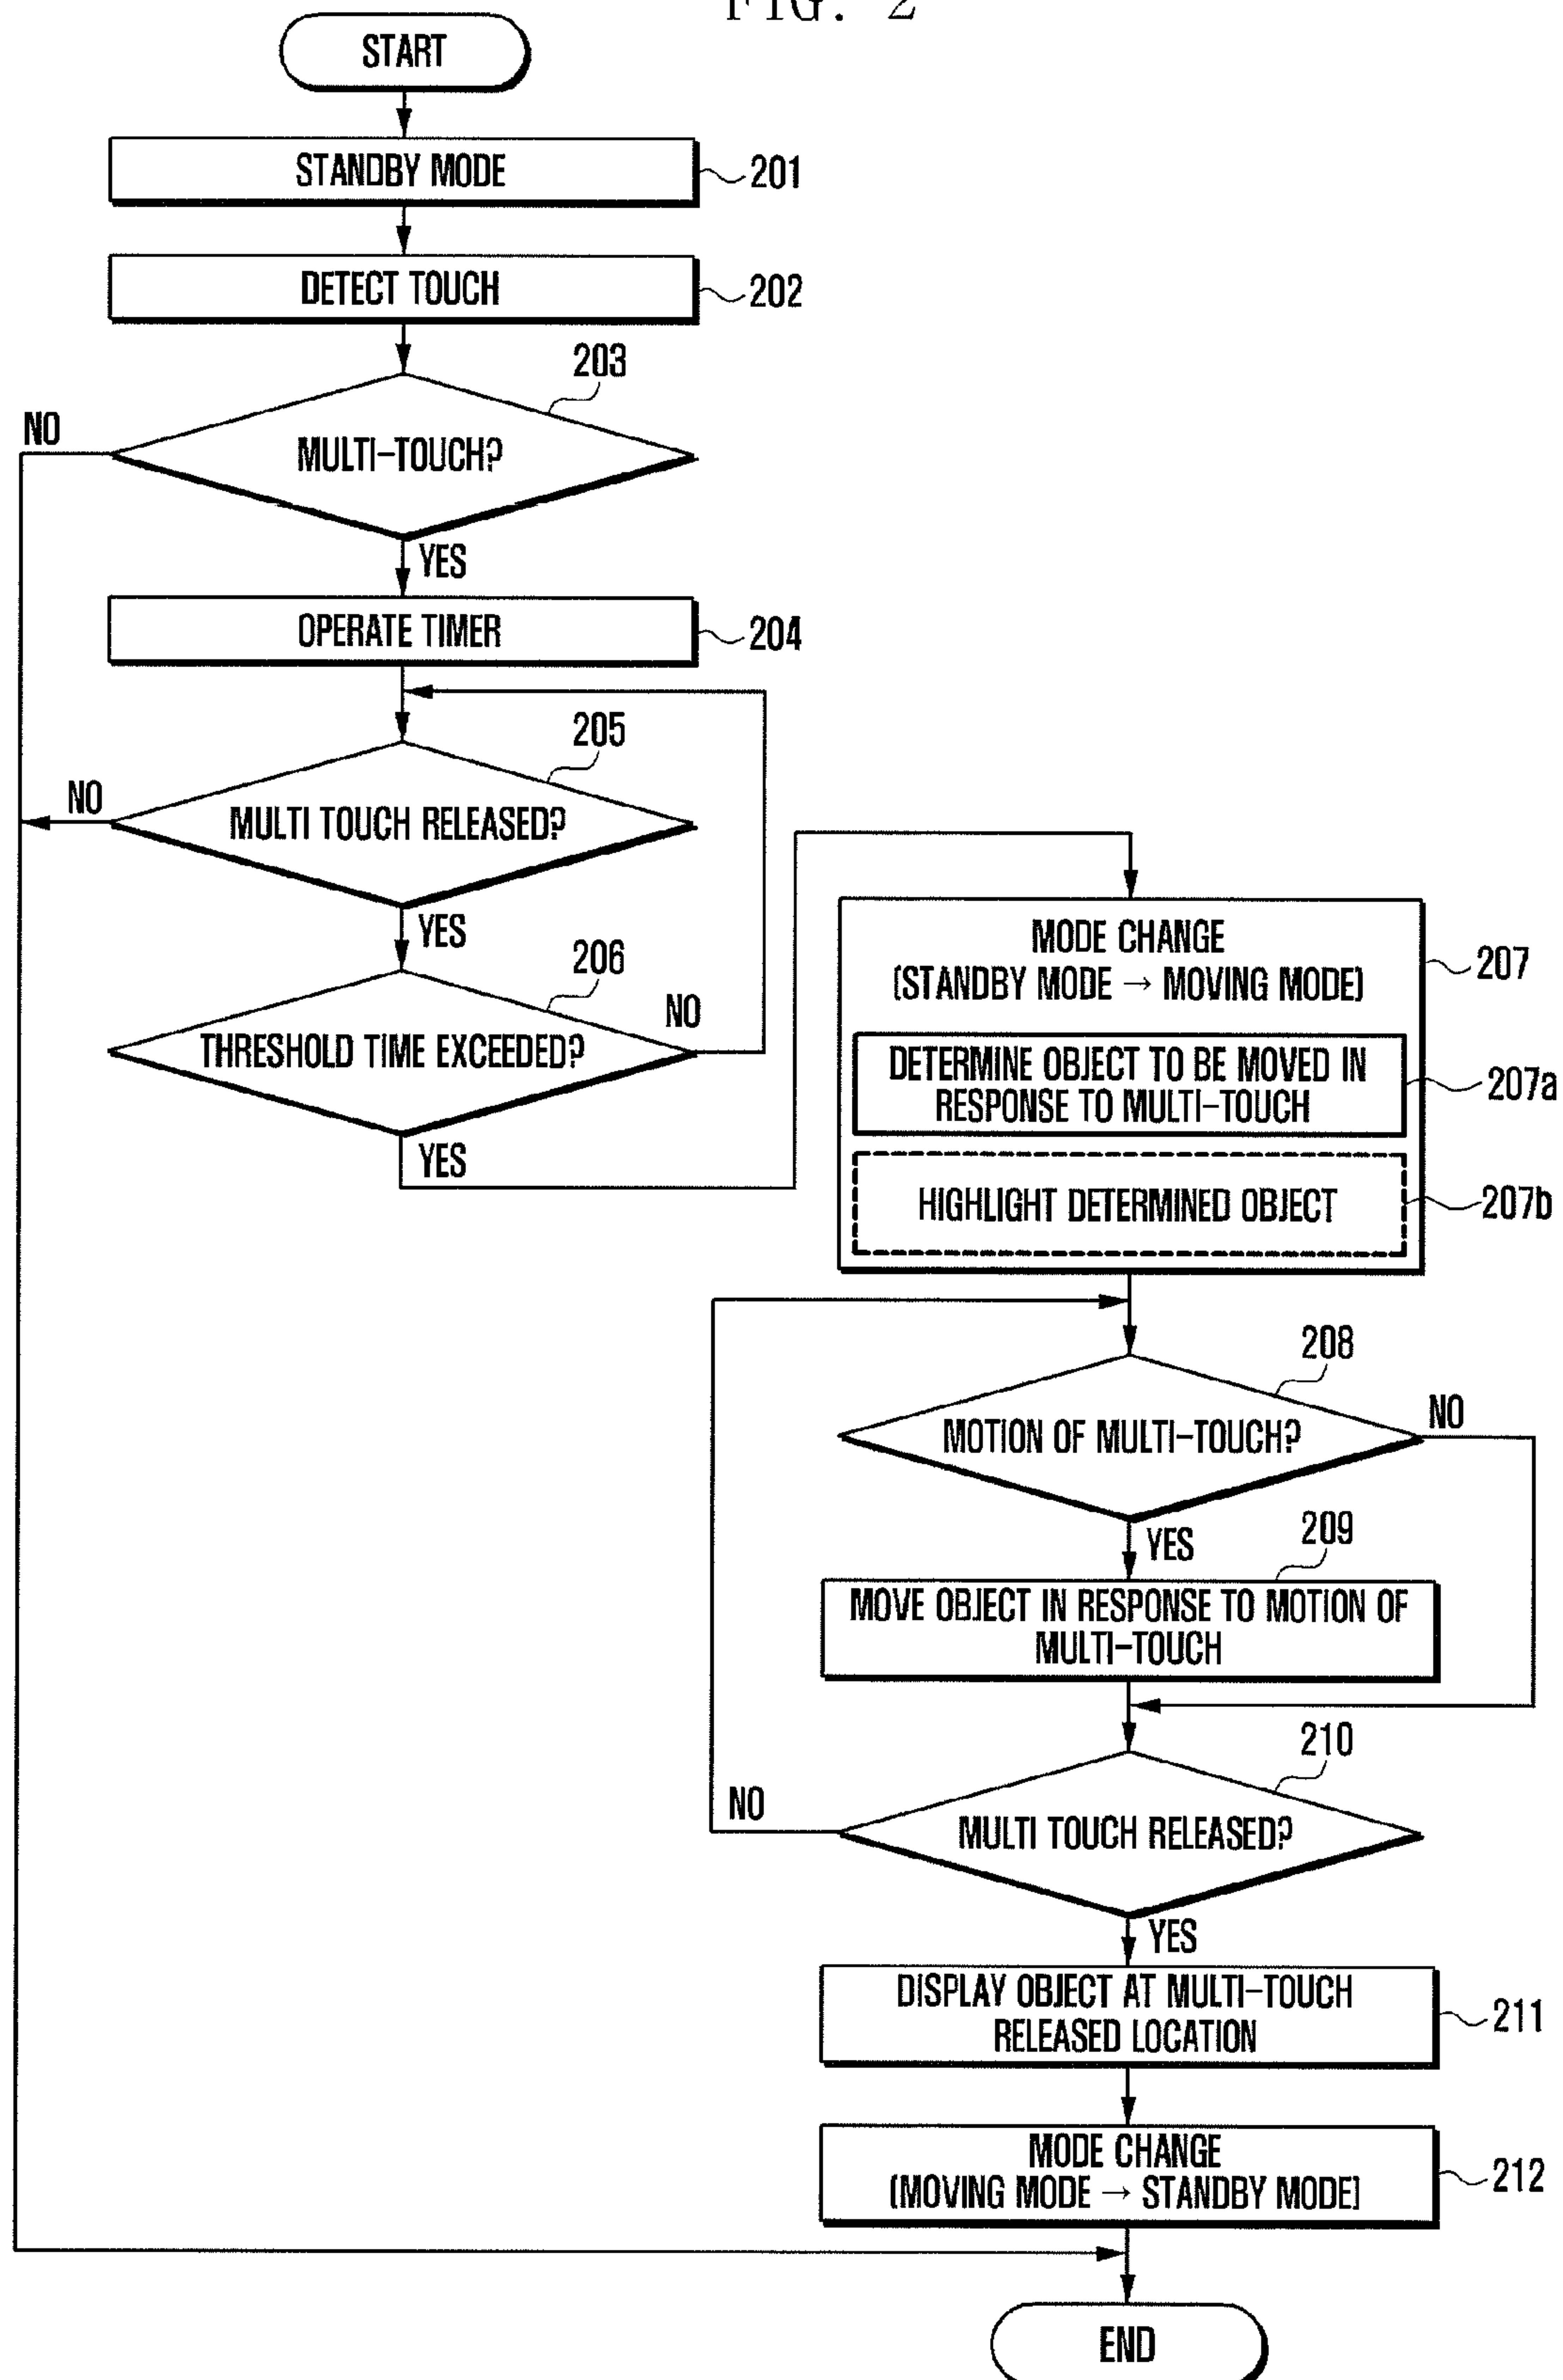 FIG. 2
START
STANDBY MODE
201
DETECT TOUCH
202
203
NO
MULTI-TOUCH?
YES
OPERATE TIMER
204
205
NO
MULTI TOUCH RELEASED?
YES
206
NO
THRESHOLD TIME EXCEEDED?
YES
MODE CHANGE
(STANDBY MODE → MOVING MODE)
207
DETERMINE OBJECT TO BE MOVED IN
RESPONSE TO MULTI-TOUCH
207a
HIGHLIGHT DETERMINED OBJECT
207b
208
NO
MOTION OF MULTI-TOUCH?
YES
209
MOVE OBJECT IN RESPONSE TO MOTION OF
MULTI-TOUCH
210
NO
MULTI TOUCH RELEASED?
YES
DISPLAY OBJECT AT MULTI-TOUCH
RELEASED LOCATION
211
MODE CHANGE
(MOVING MODE → STANDBY MODE)
212
END